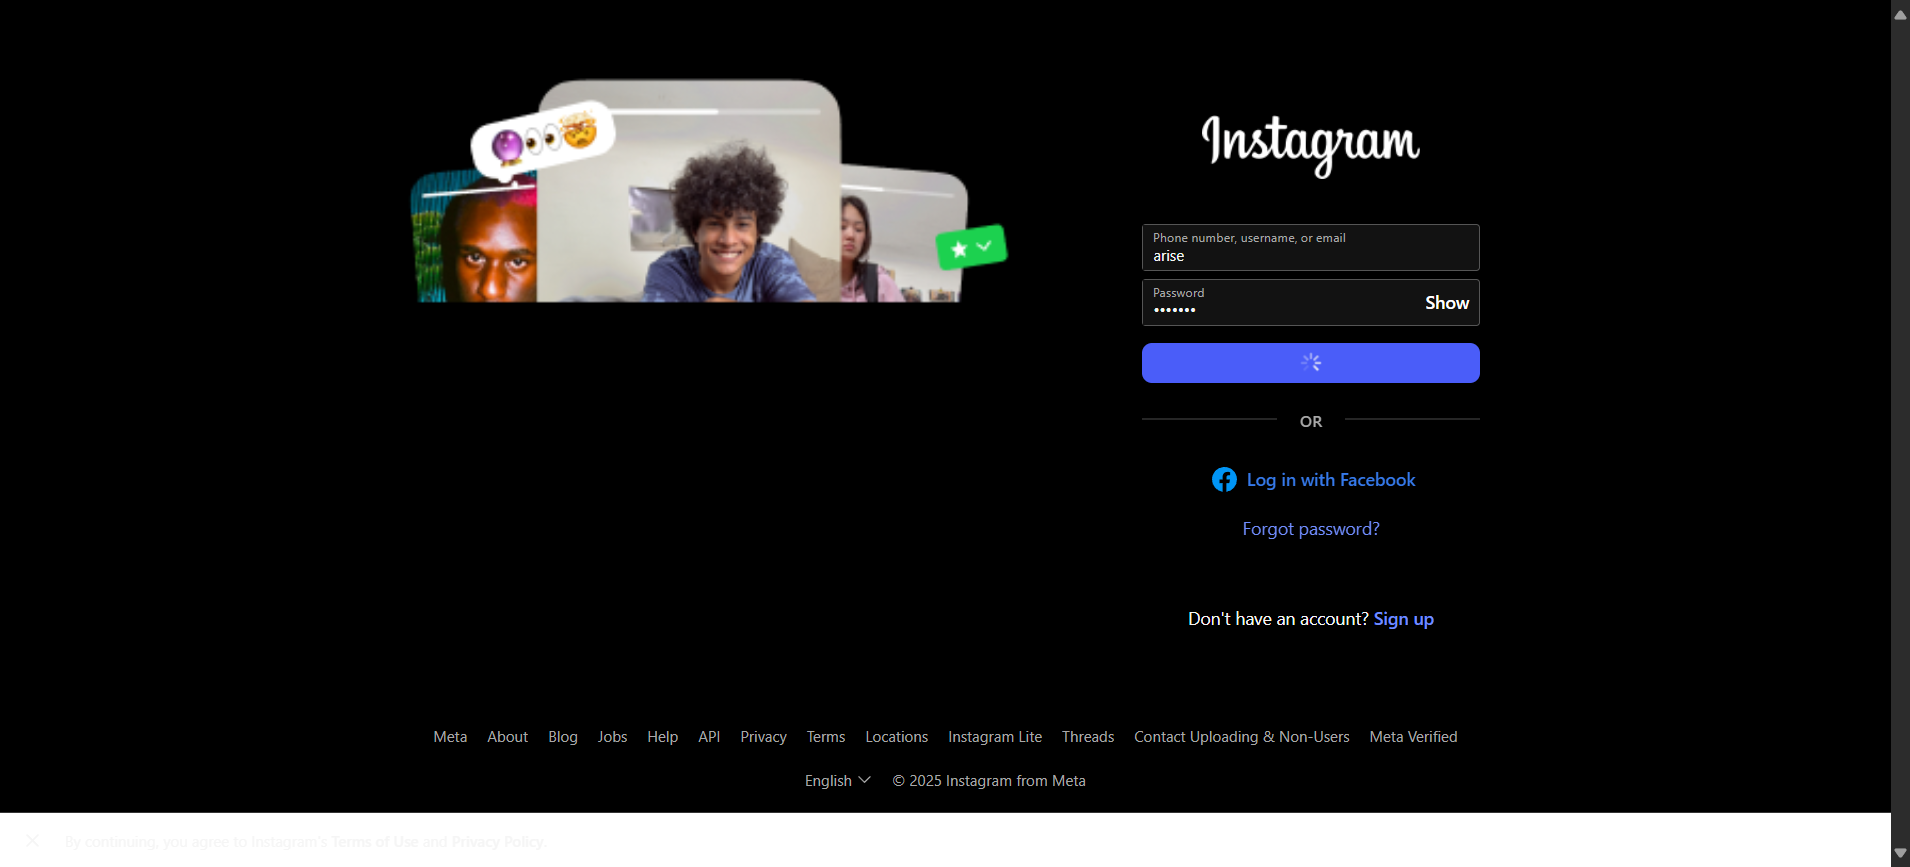 Instagram
Phone number, username, or email
arise
Password
•••••••
Show
OR
Log in with Facebook
Forgot password?
Don't have an account? Sign up
Meta About Blog Jobs Help API Privacy Terms Locations Instagram Lite Threads Contact Uploading & Non-Users Meta Verified
English © 2025 Instagram from Meta
By continuing, you agree to Instagram's Terms of Use and Privacy Policy.